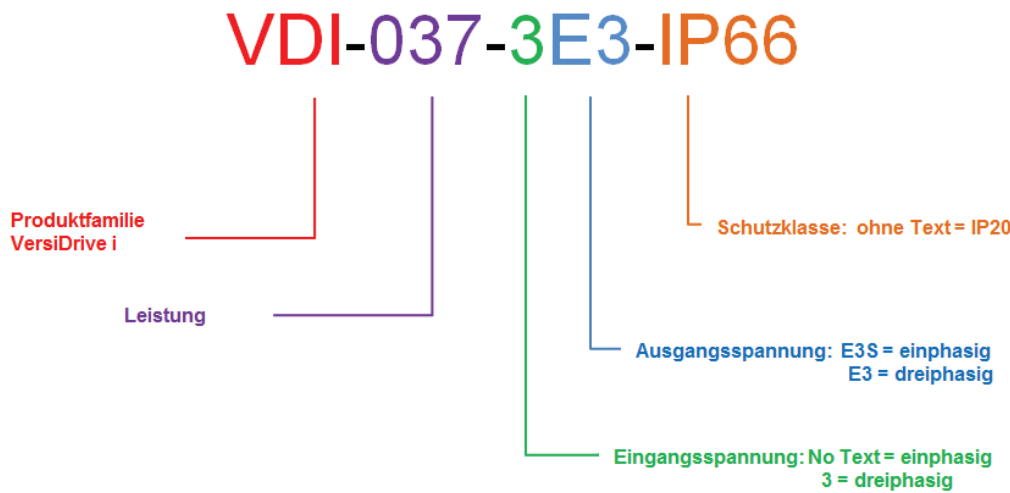 VDI-037-3E3-IP66
Produktfamilie
VersiDrive i
Schutzklasse: ohne Text = IP20
Leistung
Ausgangsspannung: E3S = einphasig
E3 = dreiphasig
Eingangsspannung: No Text = einphasig
3 = dreiphasig